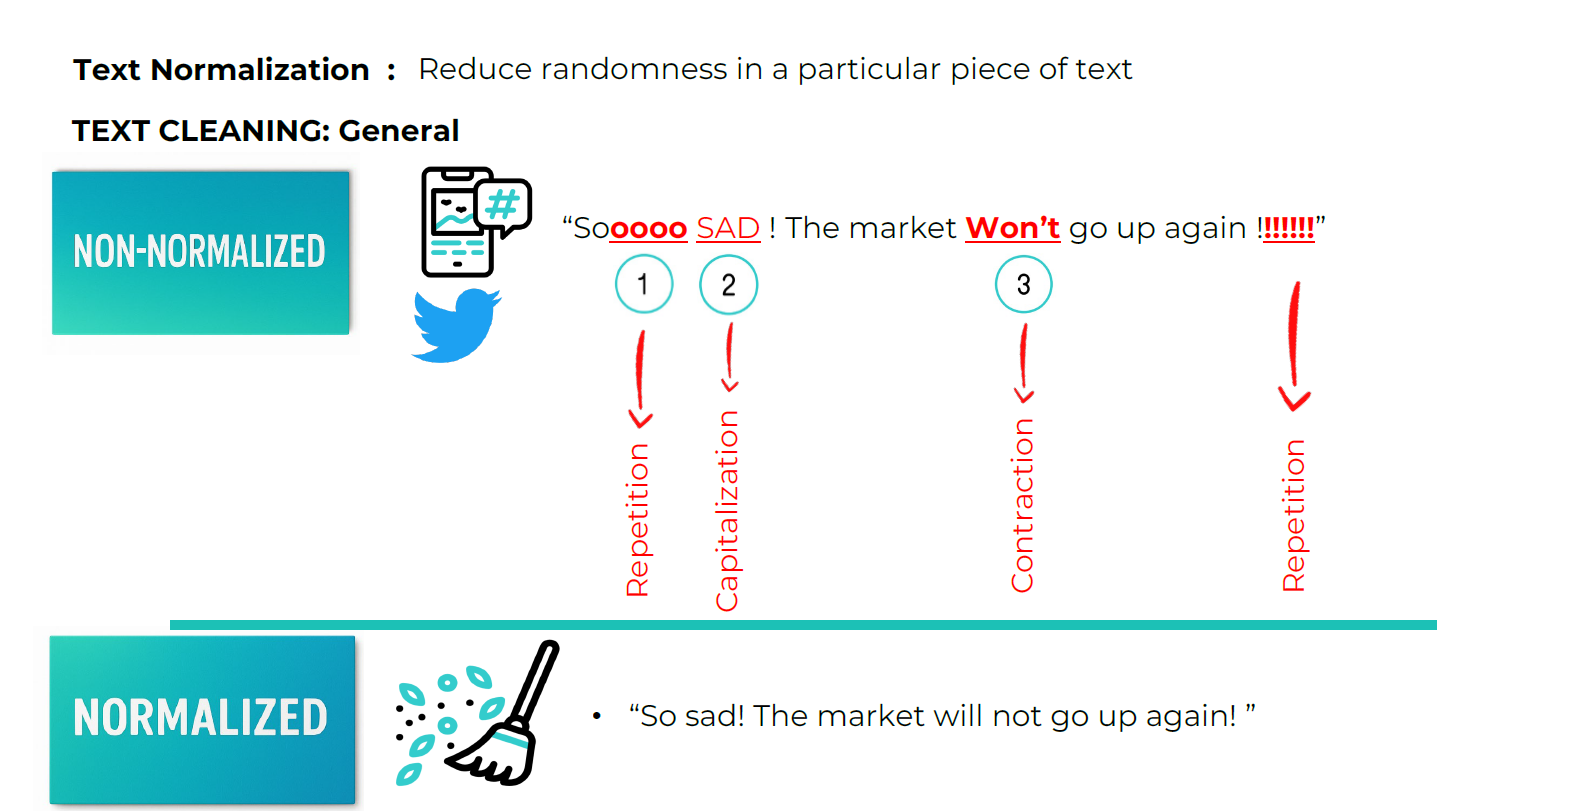 Text Normalization : Reduce randomness in a particular piece of text
TEXT CLEANING: General
NON-NORMALIZED
#
“Sooooo SAD ! The market Won’t go up again !!!!!!!”
1 2 3
Repetition
Capitalization
Contraction
Repetition
NORMALIZED
• “So sad! The market will not go up again! ”